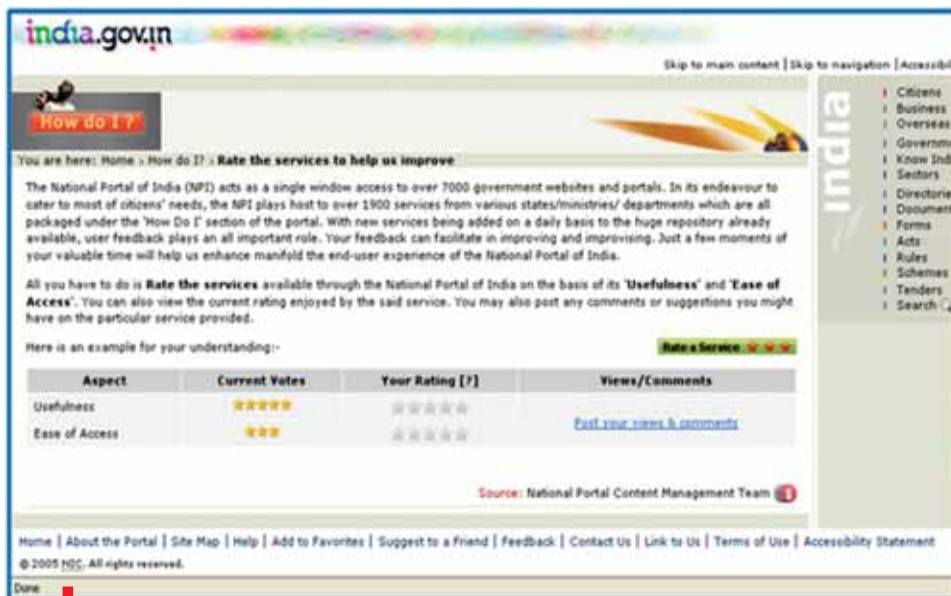 india.gov.in
Skip to main content | Skip to navigation | Accessibil
How do I ?
You are here: Home › How do I? › Rate the services to help us improve
The National Portal of India (NPI) acts as a single window access to over 7000 government websites and portals. In its endeavour to
cater to most of citizens' needs, the NPI plays host to over 1900 services from various states/ministries/ departments which are all
packaged under the 'How Do I' section of the portal. With new services being added on a daily basis to the huge repository already
available, user feedback plays an all important role. Your feedback can facilitate in improving and improvising. Just a few moments of
your valuable time will help us enhance manifold the end-user experience of the National Portal of India.
All you have to do is Rate the services available through the National Portal of India on the basis of its 'Usefulness' and 'Ease of
Access'. You can also view the current rating enjoyed by the said service. You may also post any comments or suggestions you might
have on the particular service provided.
Here is an example for your understanding:-
Rate a Service
Aspect Current Votes Your Rating [?] Views/Comments
Usefulness
Ease of Access
Post your views & comments
Source: National Portal Content Management Team
india
Citizens
Business
Overseas
Governme
Know Ind
Sectors
Directorie
Documen
Forms
Acts
Rules
Schemes
Tenders
Search
Home | About the Portal | Site Map | Help | Add to Favorites | Suggest to a Friend | Feedback | Contact Us | Link to Us | Terms of Use | Accessibility Statement
© 2005 NIC. All rights reserved.
Done